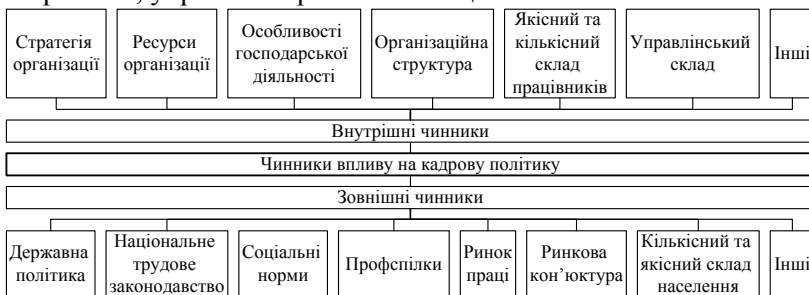 Стратегія
організації
Ресурси
організації
Особливості
господарської
діяльності
Організаційна
структура
Якісний та
кількісний
склад
працівників
Управлінський
склад
Інші
Внутрішні чинники
Чинники впливу на кадрову політику
Зовнішні чинники
Державна
політика
Національне
трудове
законодавство
Соціальні
норми
Профспілки
Ринок
праці
Ринкова
кон’юктура
Кількісний та
якісний склад
населення
Інші